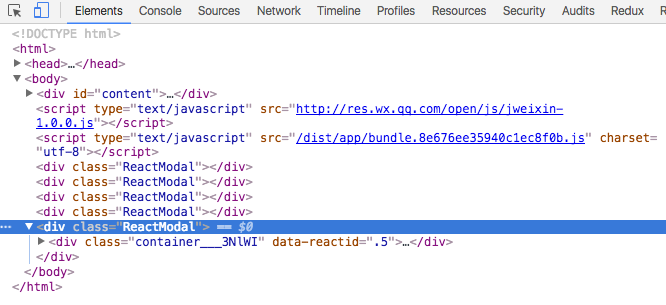 Elements Console Sources Network Timeline Profiles Resources Security Audits Redux R
<!DOCTYPE html>
<html>
▶<head>…</head>
▼<body>
▶<div id="content">…</div>
<script type="text/javascript" src="http://res.wx.qq.com/open/js/jweixin-
1.0.0.js"></script>
<script type="text/javascript" src="/dist/app/bundle.8e676ee35940c1ec8f0b.js" charset=
"utf-8"></script>
<div class="ReactModal"></div>
<div class="ReactModal"></div>
<div class="ReactModal"></div>
<div class="ReactModal"></div>
… ▼<div class="ReactModal"> == $0
▶<div class="container___3NlWI" data-reactid=".5">…</div>
</div>
</body>
</html>